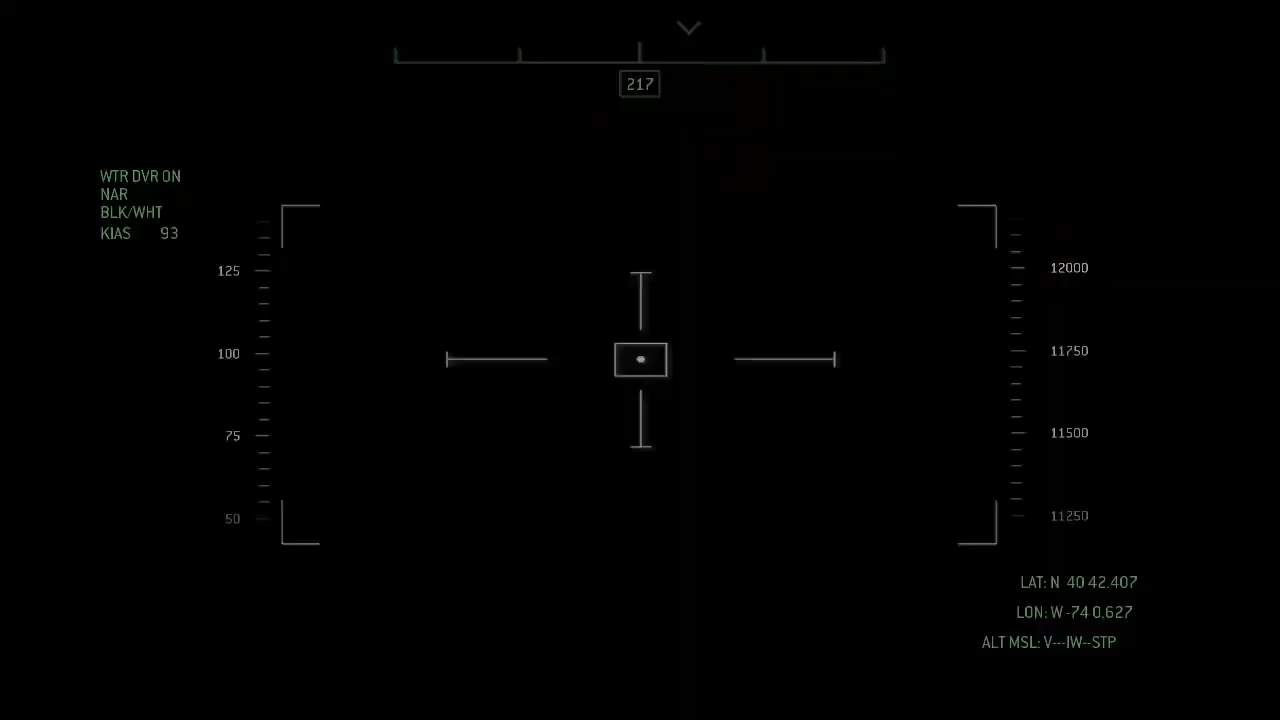 217
WTR DVR ON
NAR
BLK/WHT
KIAS 93
125
100
75
50
12000
11750
11500
11250
LAT: N 40 42.407
LON: W -74 0.627
ALT MSL: V---IW--STP